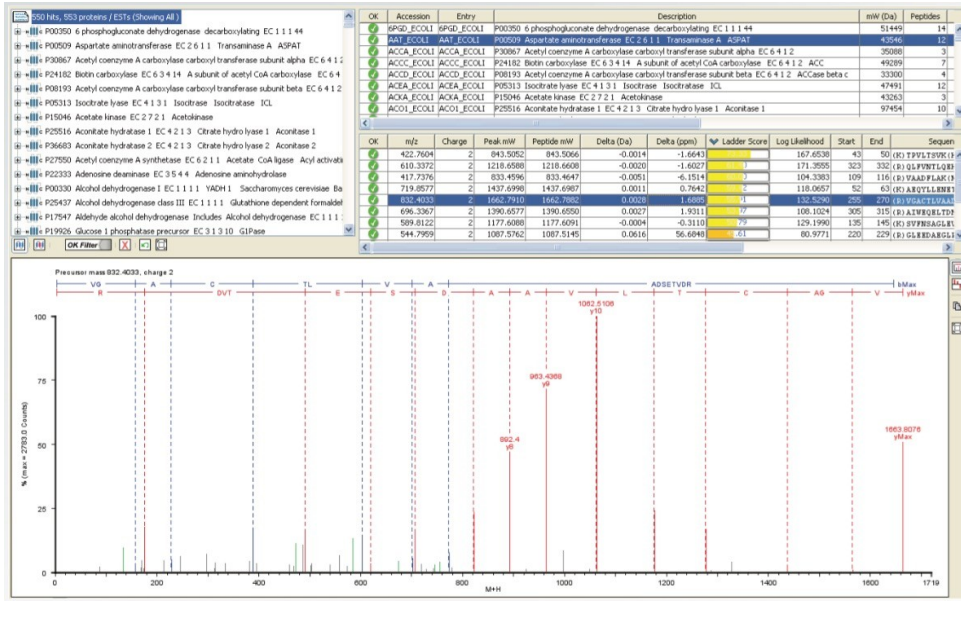 550 hits, 553 proteins / ESTs (Showing All )
P00350 6 phosphogluconate dehydrogenase decarboxylating EC 1 1 1 44
P00509 Aspartate aminotransferase EC 2 6 1 1 Transaminase A ASPAT
P30867 Acetyl coenzyme A carboxylase carboxyl transferase subunit alpha EC 6 4 1 2
P24182 Biotin carboxylase EC 6 3 4 14 A subunit of acetyl CoA carboxylase EC 6 4
P08193 Acetyl coenzyme A carboxylase carboxyl transferase subunit beta EC 6 4 1 2
P05313 Isocitrate lyase EC 4 1 3 1 Isocitrase Isocitratase ICL
P15046 Acetate kinase EC 2 7 2 1 Acetokinase
P25516 Aconitate hydratase 1 EC 4 2 1 3 Citrate hydro lyase 1 Aconitase 1
P36683 Aconitate hydratase 2 EC 4 2 1 3 Citrate hydro lyase 2 Aconitase 2
P27550 Acetyl coenzyme A synthetase EC 6 2 1 1 Acetate CoA ligase Acyl activati
P22333 Adenosine deaminase EC 3 5 4 4 Adenosine aminohydrolase
P00330 Alcohol dehydrogenase I EC 1 1 1 1 YADH1 Saccharomyces cerevisiae Ba
P25437 Alcohol dehydrogenase class III EC 1 1 1 1 Glutathione dependent formaldeh
P17547 Aldehyde alcohol dehydrogenase Includes Alcohol dehydrogenase EC 1 1 1
P19926 Glucose 1 phosphatase precursor EC 3 1 3 10 G1Pase
OK Filter
OK Accession Entry Description mW (Da) Peptides
6PGD_ECOLI 6PGD_ECOLI P00350 6 phosphogluconate dehydrogenase decarboxylating EC 1 1 1 44 51449 14
AAT_ECOLI AAT_ECOLI P00509 Aspartate aminotransferase EC 2 6 1 1 Transaminase A ASPAT 43546 12
ACCA_ECOLI ACCA_ECOLI P30867 Acetyl coenzyme A carboxylase carboxyl transferase subunit alpha EC 6 4 1 2 35088 3
ACCC_ECOLI ACCC_ECOLI P24182 Biotin carboxylase EC 6 3 4 14 A subunit of acetyl CoA carboxylase EC 6 4 1 2 ACC 49289 7
ACCD_ECOLI ACCD_ECOLI P08193 Acetyl coenzyme A carboxylase carboxyl transferase subunit beta EC 6 4 1 2 ACCase beta c 33300 4
ACEA_ECOLI ACEA_ECOLI P05313 Isocitrate lyase EC 4 1 3 1 Isocitrase Isocitratase ICL 47491 12
ACKA_ECOLI ACKA_ECOLI P15046 Acetate kinase EC 2 7 2 1 Acetokinase 43263 3
ACO1_ECOLI ACO1_ECOLI P25516 Aconitate hydratase 1 EC 4 2 1 3 Citrate hydro lyase 1 Aconitase 1 97454 10
OK m/z Charge Peak mW Peptide mW Delta (Da) Delta (ppm) Ladder Score Log Likelihood Start End Sequen
422.7604 2 843.5052 843.5066 -0.0014 -1.6643 167.6538 43 50 (K)TPVLTSVK(
610.3372 2 1218.6588 1218.6608 -0.0020 -1.6027 171.3555 323 332 (R)QLFVNTLQE
417.7376 2 833.4596 833.4647 -0.0051 -6.1514 104.3383 109 116 (R)VAADFLAK(
719.8577 2 1437.6998 1437.6987 0.0011 0.7642 118.0657 52 63 (K)AEQYLLENE
832.4033 2 1662.7910 1662.7882 0.0028 1.6885 132.5290 255 270 (R)VGACTLVAA
696.3367 2 1390.6577 1390.6550 0.0027 1.9311 108.1024 305 315 (R)AIWEQELTD
589.8122 2 1177.6088 1177.6091 -0.0004 -0.3110 79 129.1990 135 145 (K)SVFNSAGLE
544.7959 2 1087.5762 1087.5145 0.0616 56.6848 .61 80.9771 220 229 (R)GLEEDAEGL
Precursor mass 832.4033, charge 2
VG A C TL V A ADSETVDR bMax
R DVT E S D A A V L T C AG V yMax
1062.5108
y10
963.4368
y9
892.4
y8
1663.8076
yMax
100
75
50
25
0
% (max = 2783.0 Counts)
0 200 400 600 800 1000 1200 1400 1600 1719
M+H